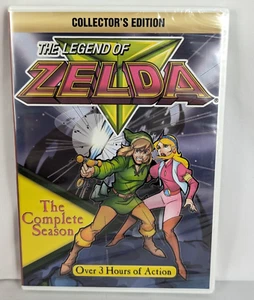 COLLECTOR'S EDITION
THE LEGEND OF
ZELDA
The
Complete
Season
Over 3 Hours of Action